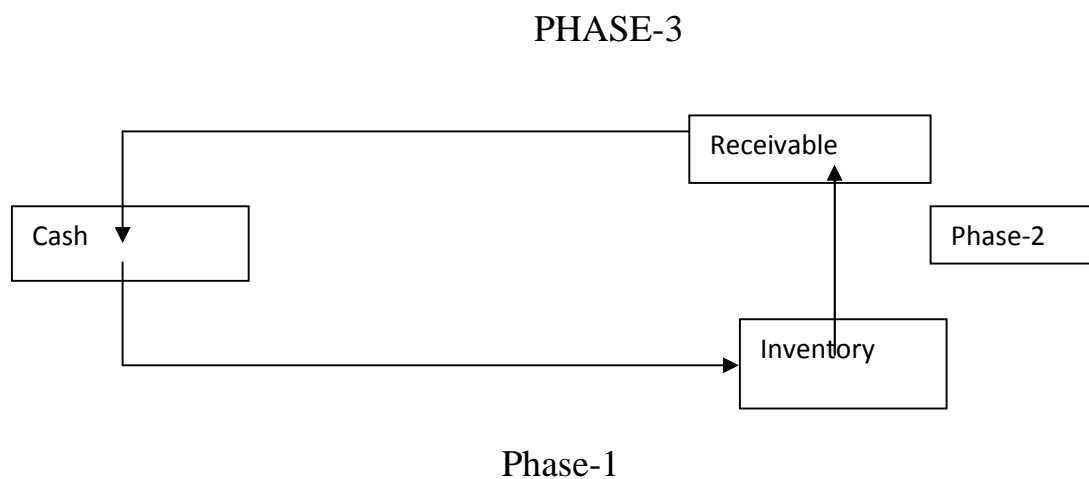 PHASE-3
Receivable
Cash
Phase-2
Inventory
Phase-1